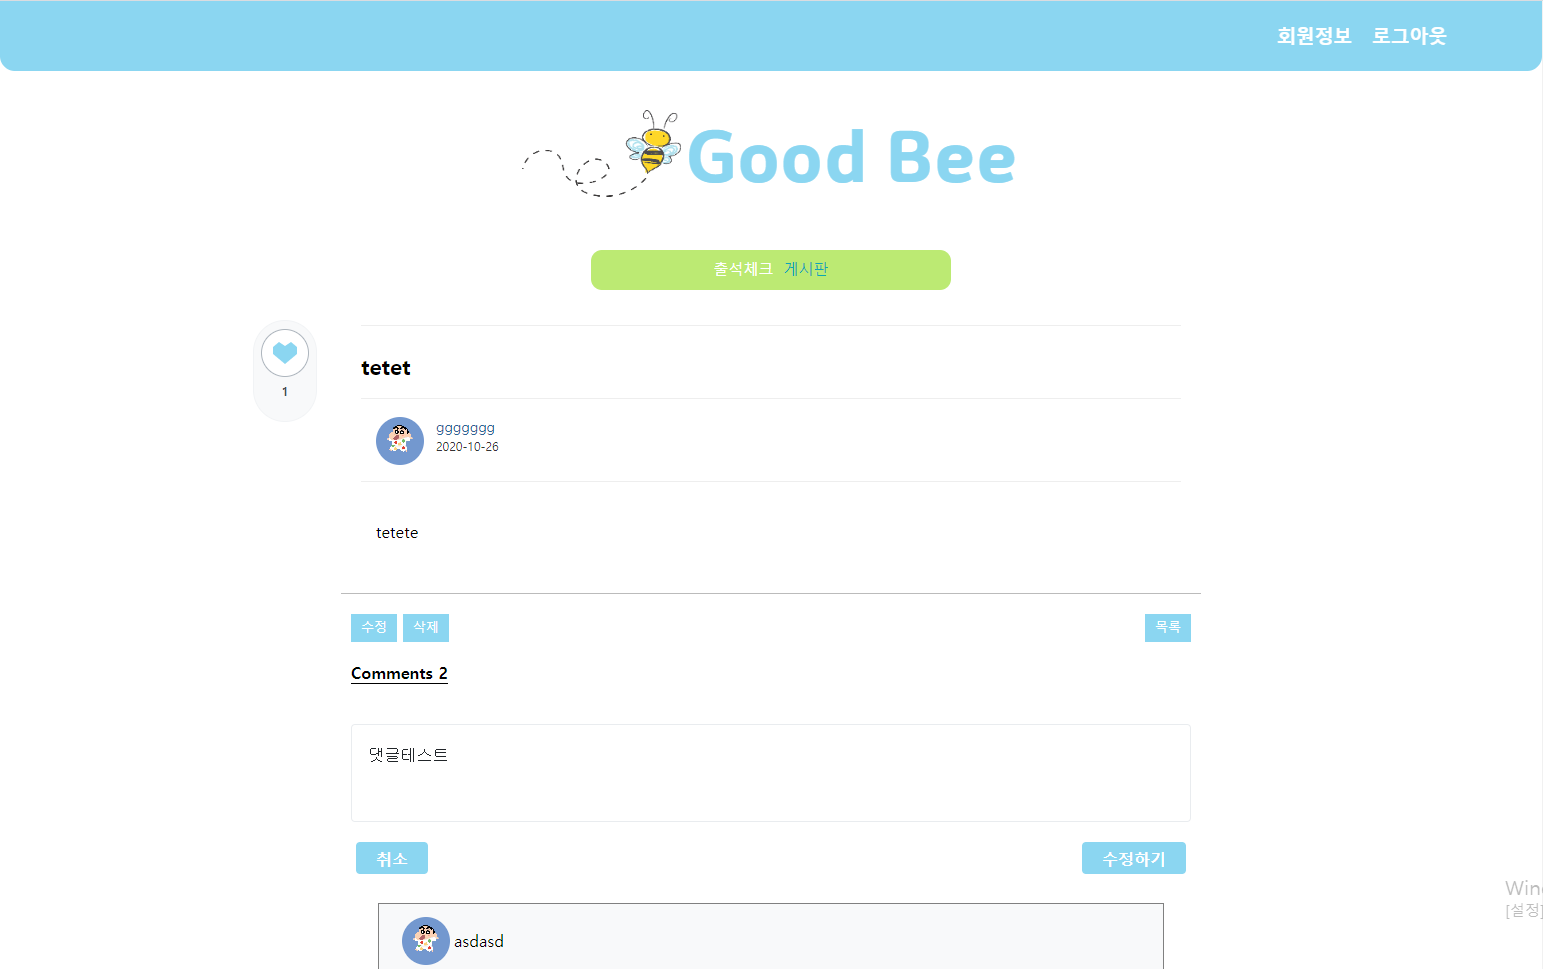 회원정보 로그아웃
Good Bee
출석체크 게시판
tetet
1
ggggggg
2020-10-26
tetete
수정 삭제 목록
Comments 2
댓글테스트
취소 수정하기
asdasd
[설정]